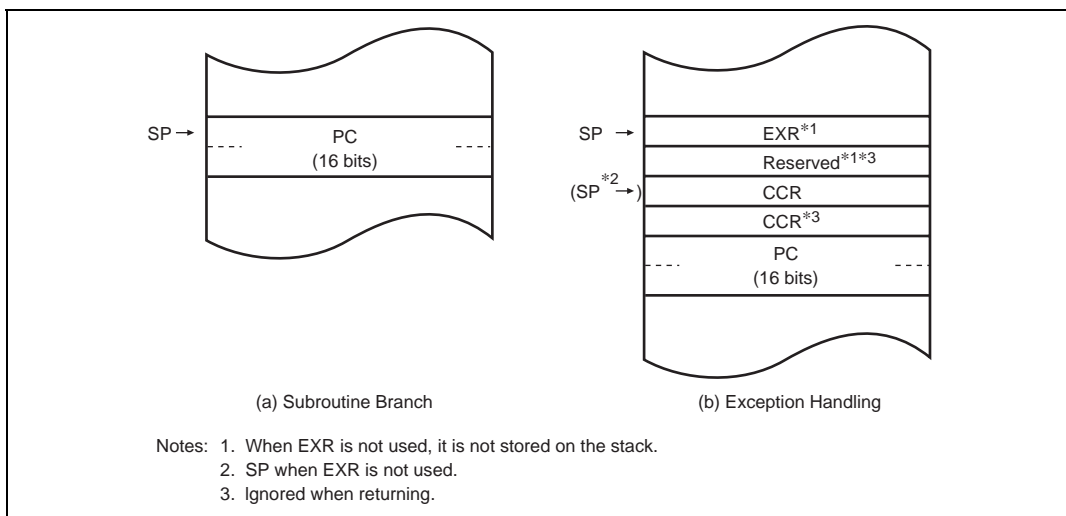 SP →
PC
(16 bits)
(a) Subroutine Branch
SP →
EXR*1
Reserved*1*3
(SP*2 →)
CCR
CCR*3
PC
(16 bits)
(b) Exception Handling
Notes: 1. When EXR is not used, it is not stored on the stack.
2. SP when EXR is not used.
3. Ignored when returning.